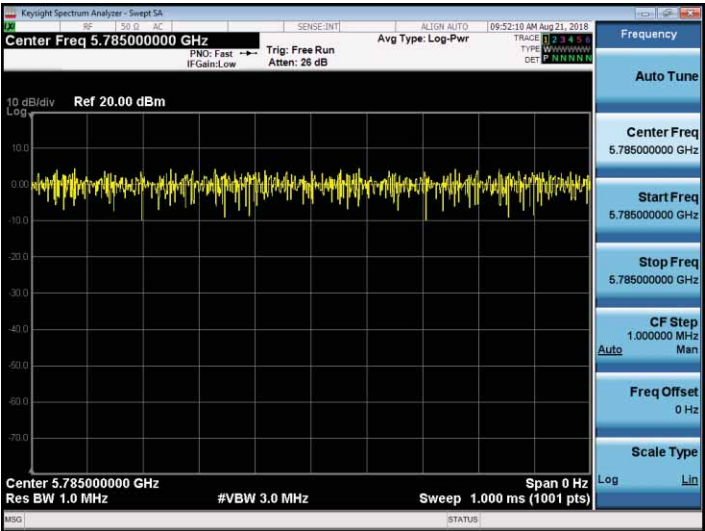 Keysight Spectrum Analyzer - Swept SA
RF 50 Ω AC SENSE:INT ALIGN AUTO 09:52:10 AM Aug 21, 2018
Center Freq 5.785000000 GHz
Avg Type: Log-Pwr
TRACE 1 2 3 4 5 6
TYPE WWWWWW
DET P N N N N N
PNO: Fast
IFGain:Low
Trig: Free Run
Atten: 26 dB
10 dB/div
Log
Ref 20.00 dBm
10.0
0.00
-10.0
-20.0
-30.0
-40.0
-50.0
-60.0
-70.0
Center 5.785000000 GHz Span 0 Hz
Res BW 1.0 MHz #VBW 3.0 MHz Sweep 1.000 ms (1001 pts)
MSG STATUS
Frequency
Auto Tune
Center Freq
5.785000000 GHz
Start Freq
5.785000000 GHz
Stop Freq
5.785000000 GHz
CF Step
1.000000 MHz
Auto Man
Freq Offset
0 Hz
Scale Type
Log Lin